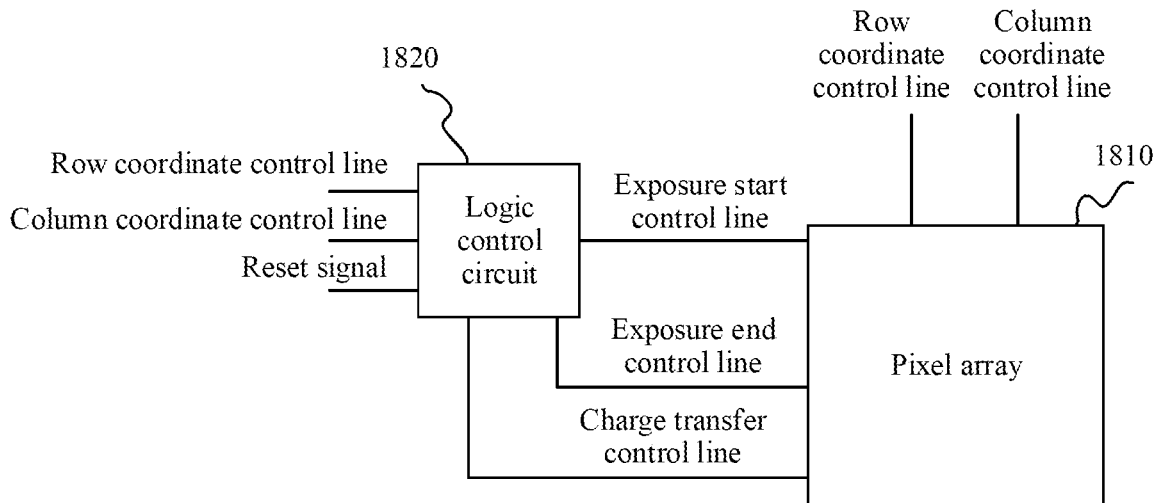 Row
coordinate
control line
Column
coordinate
control line
1820
1810
Row coordinate control line
Column coordinate control line
Reset signal
Logic
control
circuit
Exposure start
control line
Exposure end
control line
Charge transfer
control line
Pixel array